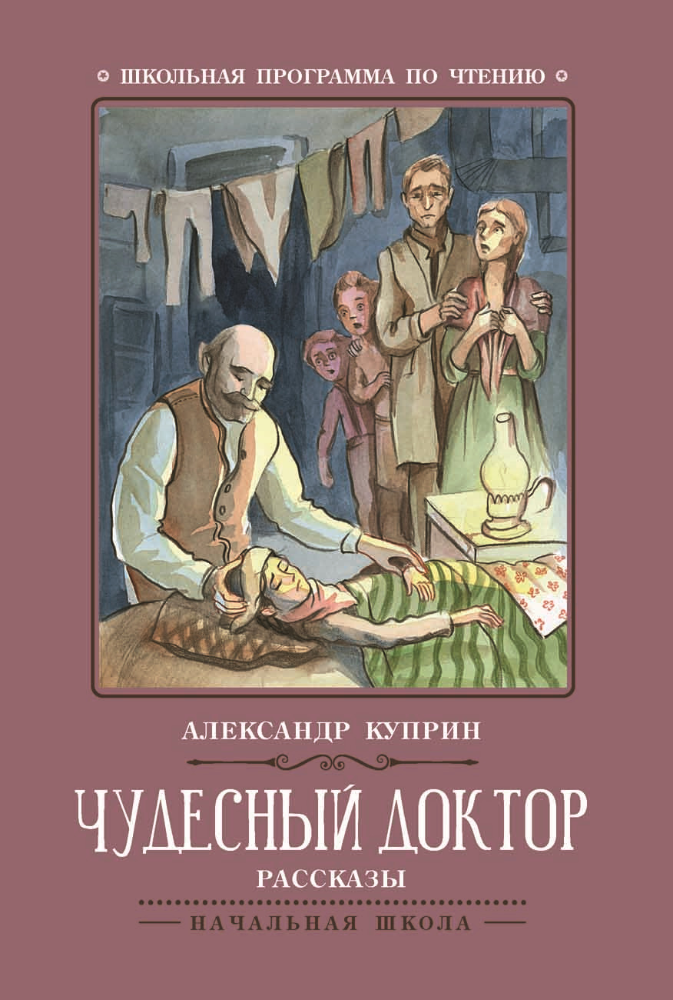 ШКОЛЬНАЯ ПРОГРАММА ПО ЧТЕНИЮ
АЛЕКСАНДР КУПРИН
ЧУДЕСНЫЙ ДОКТОР
РАССКАЗЫ
НАЧАЛЬНАЯ ШКОЛА